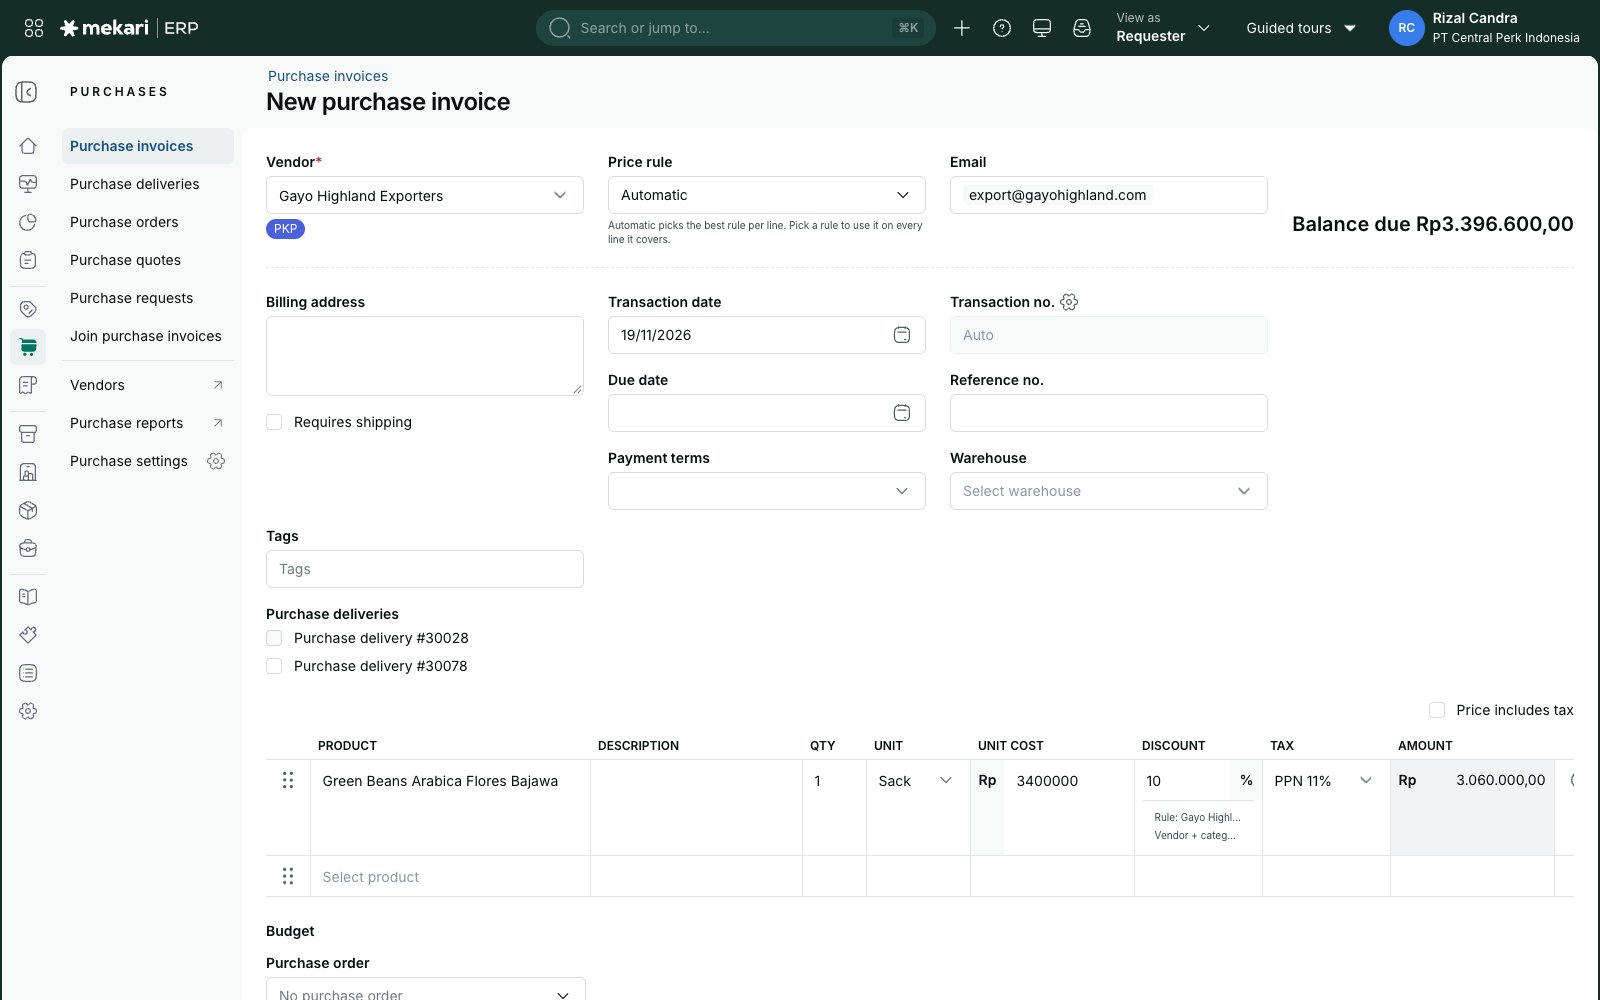 mekari ERP
Search or jump to...
⌘K
View as
Requester
Guided tours
RC
Rizal Candra
PT Central Perk Indonesia
PURCHASES
Purchase invoices
Purchase deliveries
Purchase orders
Purchase quotes
Purchase requests
Join purchase invoices
Vendors
Purchase reports
Purchase settings
Purchase invoices
New purchase invoice
Vendor*
Gayo Highland Exporters
PKP
Price rule
Automatic
Automatic picks the best rule per line. Pick a rule to use it on every
line it covers.
Email
export@gayohighland.com
Balance due Rp3.396.600,00
Billing address
Requires shipping
Transaction date
19/11/2026
Transaction no.
Auto
Due date
Reference no.
Payment terms
Warehouse
Select warehouse
Tags
Tags
Purchase deliveries
Purchase delivery #30028
Purchase delivery #30078
Price includes tax
PRODUCT DESCRIPTION QTY UNIT UNIT COST DISCOUNT TAX AMOUNT
Green Beans Arabica Flores Bajawa 1 Sack Rp 3400000 10 % PPN 11% Rp 3.060.000,00
Rule: Gayo Highl...
Vendor + categ...
Select product
Budget
Purchase order
No purchase order